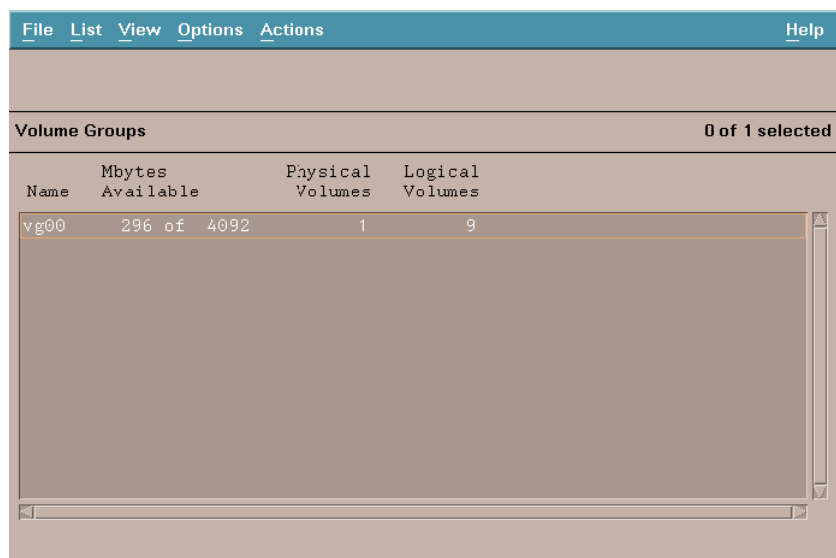 File List View Options Actions Help
Volume Groups 0 of 1 selected
Mbytes Physical Logical
Name Available Volumes Volumes
vg00 296 of 4092 1 9